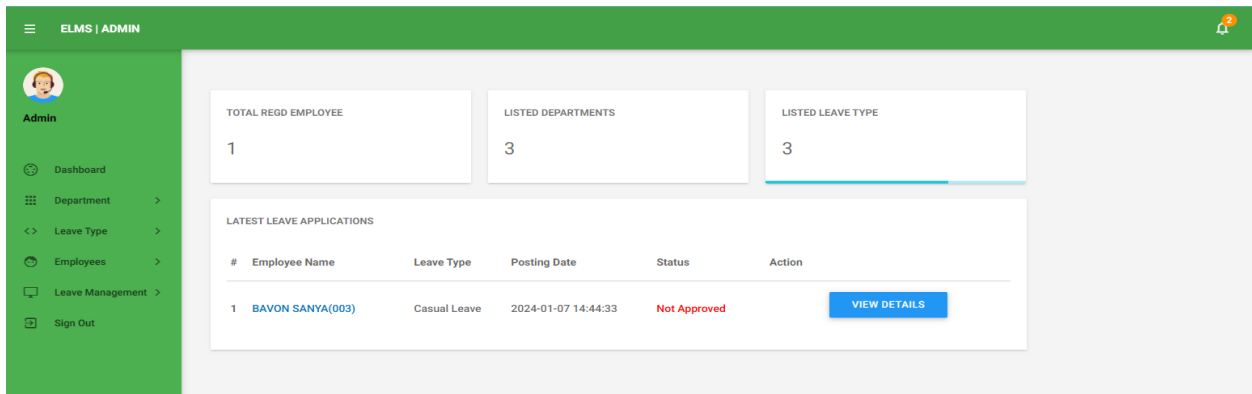 ELMS | ADMIN
2
Admin
Dashboard
Department
Leave Type
Employees
Leave Management
Sign Out
TOTAL REGD EMPLOYEE
1
LISTED DEPARTMENTS
3
LISTED LEAVE TYPE
3
LATEST LEAVE APPLICATIONS
# Employee Name Leave Type Posting Date Status Action
1 BAVON SANYA(003) Casual Leave 2024-01-07 14:44:33 Not Approved VIEW DETAILS